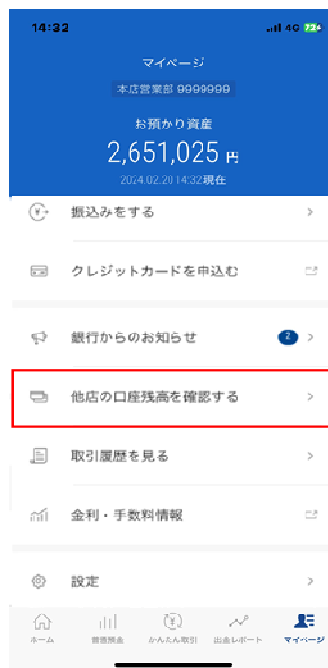 14:32
4G 72
マイページ
本店営業部 9999999
お預かり資産
2,651,025 円
2024.02.20 14:32現在
振込みをする
クレジットカードを申込む
銀行からのお知らせ 2
他店の口座残高を確認する
取引履歴を見る
金利・手数料情報
設定
ホーム 普通預金 かんたん取引 出金レポート マイページ